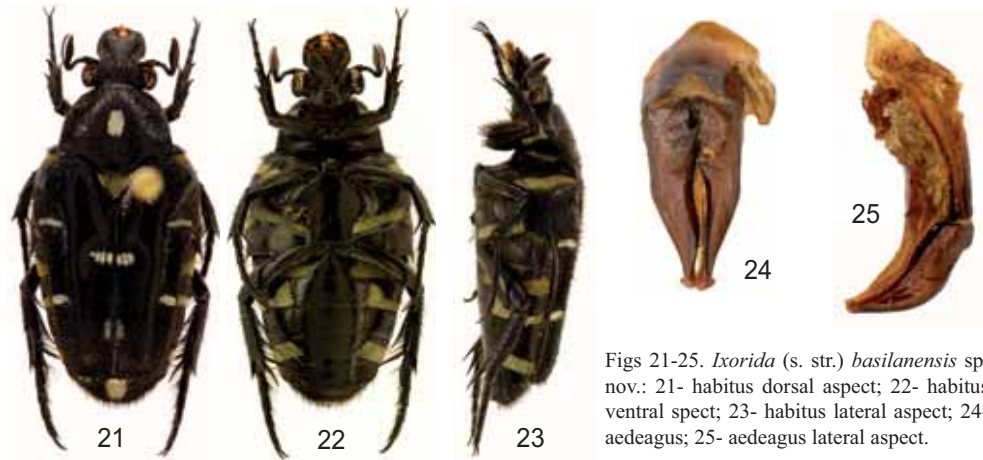 21
22
23
24
25
Figs 21-25. Ixorida (s. str.) basilanensis sp.
nov.: 21- habitus dorsal aspect; 22- habitus
ventral spect; 23- habitus lateral aspect; 24-
aedeagus; 25- aedeagus lateral aspect.